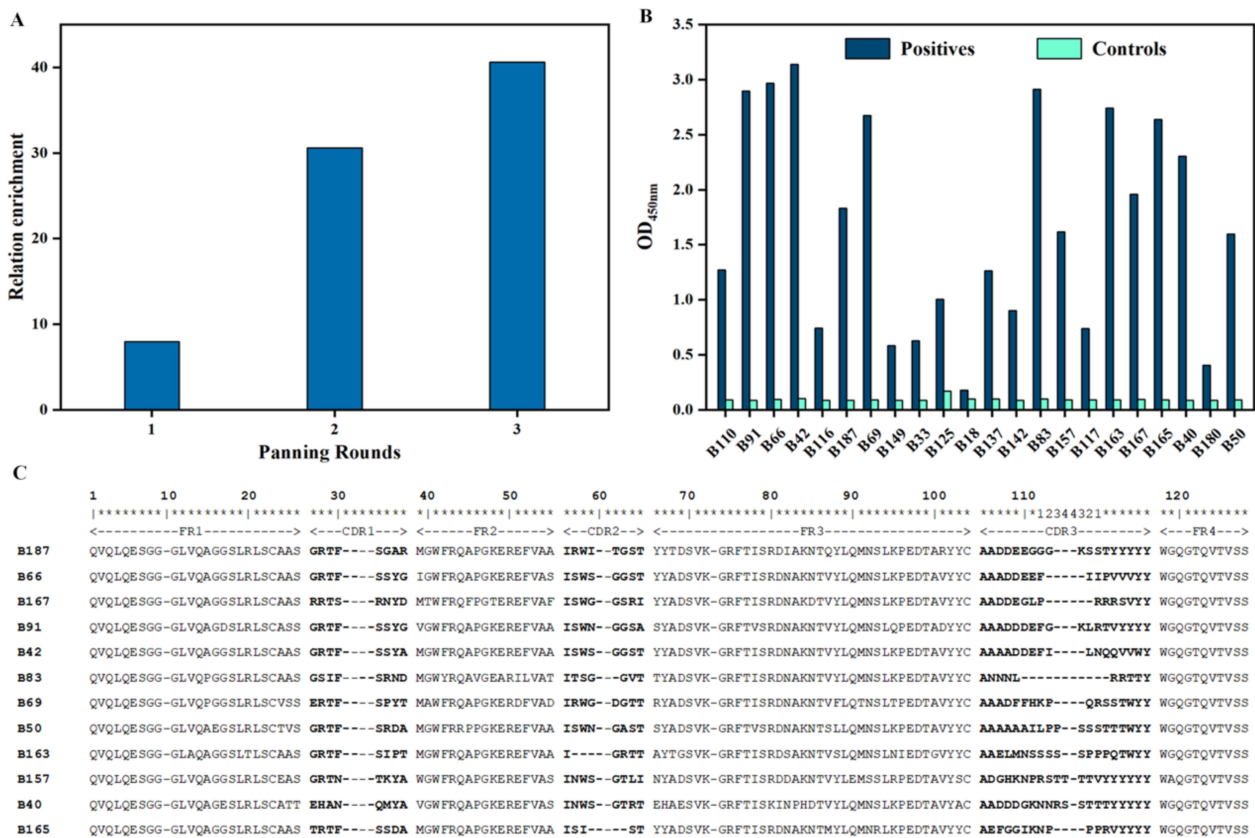 A
Relation enrichment
40
30
20
10
0
1 2 3
Panning Rounds
B
Positives Controls
OD450nm
3.5
3.0
2.5
2.0
1.5
1.0
0.5
0.0
B110 B91 B66 B42 B116 B187 B69 B149 B33 B125 B18 B137 B142 B83 B157 B117 B163 B167 B165 B40 B180 B50
C
1 10 20 30 40 50 60 70 80 90 100 110 120
12344321
<-------FR1-------> <----CDR1----> <------FR2------> <--CDR2--> <-------FR3-------> <------CDR3------> <---FR4--->
B187 QVQLQESGG-GLVQAGGSLRLSCAAS GRTF----SGAR MGWFRQAPGKEREFVAA IRWI--TGST YYTDSVK-GRFTISRDIAKNTQYLQMNSLKPEDTARYYC AADDEEGGG---KSSTYYYYY WGQGTQVTVSS
B66 QVQLQESGG-GLVQAGGSLRLSCAAS GRTF----SSYG IGWFRQAPGKEREFVAS ISWS--GGST YYADSVK-GRFTISRDNAKNTVYLQMNSLKPEDTAVYYC AAADDEEF-----IIPVVVYY WGQGTQVTVSS
B167 QVQLQESGG-GLVQAGGSLRLSCAAS RRTS----RNYD MTWFRQFPGTEREFVAF ISWG--GSRI YYADSVK-GRFTISRDNAKDTVYLQMNSLKPEDTAVYYC AADDEGLP-----RRRSVYY WGQGTQVTVSS
B91 QVQLQESGG-GLVQAGDSLRLSCASS GRTF----SSYG VGWFRQAPGKEREFVAA ISWN--GGSA SYADSVK-GRFTVSRDNAKNTVYLQMNSLQPEDTADYYC AAADDDEFG---KLRTVYYYY WGQGTQVTVSS
B42 QVQLQESGG-GLVQAGGSLRLSCAAS GRTF----SSYA MGWFRQAPGKEREFVAA ISWS--GGST YYADSVK-GRFTISRDNAKNTVYLQMNSLKPEDTAVYYC AAAADDEFI----LNQQVVWY WGQGTQVTVSS
B83 QVQLQESGG-GLVQPGGSLRLSCAAS GSIF----SRND MGWYRQAVGEARILVAT ITSG---GVT YYADSVK-GRFTISRDNAKNTVYLQMNSLKPEDTAVYYC ANNNL-----------RRTTY WGQGTQVTVSS
B69 QVQLQESGG-GLVQPGGSLRLSCVSS ERTF----SPYT MAWFRQAPGKERDFVAD IRWG--DGTT RYADSVK-GRFTISRDNAKNTVFLQTNSLTPEDTAVYYC AAADFFHKP---QRSSTWYY WGQGTQVTVSS
B50 QVQLQESGG-GLVQAEGSLRLSCTVS GRTF----SRDA MGWFRRPPGKEREFVAA ISWN--GAST YYADSVK-GRFTISRDNAKNTSLLQMNSLKPEDTAVYYC AAAAAAILPP--SSSTTTWYY WGQGTQVTVSS
B163 QVQLQESGG-GLAQAGGSLTLSCAAS GRTF----SIPT MGWFRQAPGKEREFVAA I-----GRTT AYTGSVK-GRFTISRDSAKNTVSLQMNSLNIEDTGVYYC AAELMNSSSS--SPPPQTWYY WGQGTQVTVSS
B157 QVQLQESGG-GLVQAGGSLRLSCEAS GRTN----TKYA WGWFRQAPGKEREFVAS INWS--GTLI NYADSVK-GRFTISRDDAKNTVYLEMSSLKPEDTAVYSC ADGHKNPRSTT-TTVYYYYYY WAQGTQVTVSS
B40 QVQLQESGG-GLVQAGESLRLSCATT EHAN----QMYA VGWFRQAPGKEREFVAS INWS--GTRT EHAESVK-GRFTISKINPHDTVYLQMNSLKPEDTAVYAC AADDDGKNNRS-STTTYYYYY WGQGTQVTVSS
B165 QVQLQESGG-GLVQAGGSLRLSCAAS TRTF----SSDA MGWFRQAPGKEREFVAA ISI-----ST YYADSVK-GRFTISRDNAKNTMYLQMNRLKPEDTAVYYC AEFGGIKNP----PPRVYYYY WGQGTQVTVSS